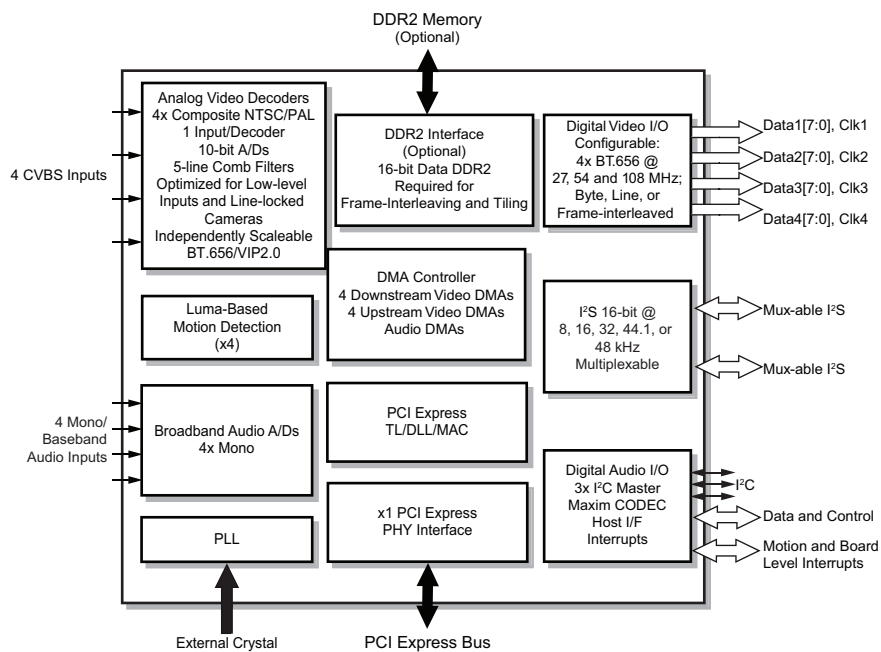 DDR2 Memory
(Optional)
4 CVBS Inputs
Analog Video Decoders
4x Composite NTSC/PAL
1 Input/Decoder
10-bit A/Ds
5-line Comb Filters
Optimized for Low-level
Inputs and Line-locked
Cameras
Independently Scaleable
BT.656/VIP2.0
DDR2 Interface
(Optional)
16-bit Data DDR2
Required for
Frame-Interleaving and Tiling
Digital Video I/O
Configurable:
4x BT.656 @
27, 54 and 108 MHz;
Byte, Line, or
Frame-interleaved
Data1[7:0], Clk1
Data2[7:0], Clk2
Data3[7:0], Clk3
Data4[7:0], Clk4
Luma-Based
Motion Detection
(x4)
DMA Controller
4 Downstream Video DMAs
4 Upstream Video DMAs
Audio DMAs
I²S 16-bit @
8, 16, 32, 44.1, or
48 kHz
Multiplexable
Mux-able I²S
Mux-able I²S
4 Mono/
Baseband
Audio Inputs
Broadband Audio A/Ds
4x Mono
PCI Express
TL/DLL/MAC
Digital Audio I/O
3x I²C Master
Maxim CODEC
Host I/F
Interrupts
I²C
Data and Control
Motion and Board
Level Interrupts
PLL
x1 PCI Express
PHY Interface
External Crystal
PCI Express Bus